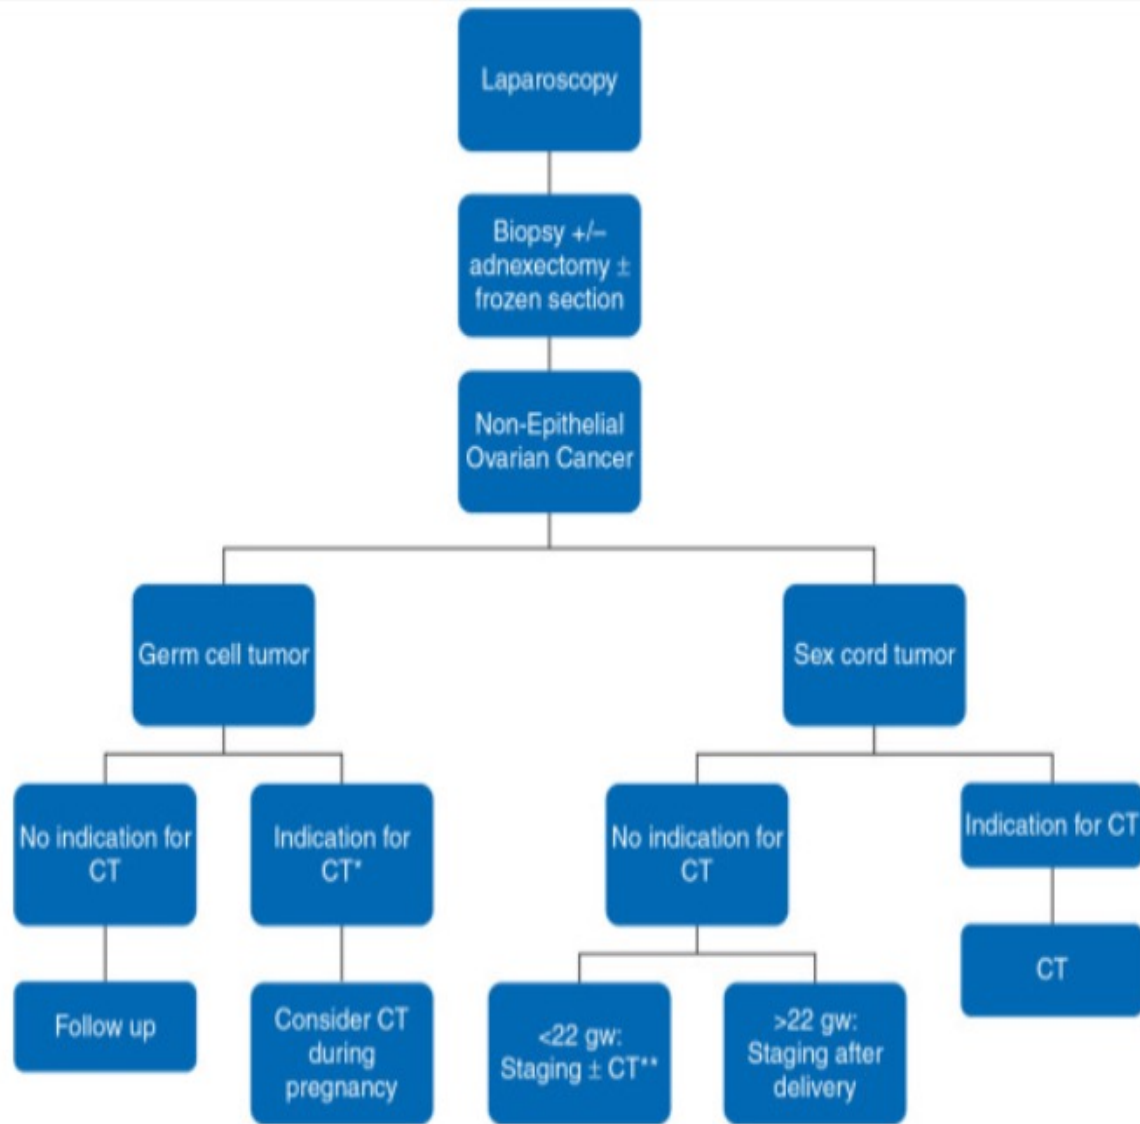 Laparoscopy
Biopsy +/–
adnexectomy ±
frozen section
Non-Epithelial
Ovarian Cancer
Germ cell tumor
Sex cord tumor
No indication for
CT
Indication for
CT*
No indication for
CT
Indication for CT
Follow up
Consider CT
during
pregnancy
<22 gw:
Staging ± CT**
>22 gw:
Staging after
delivery
CT